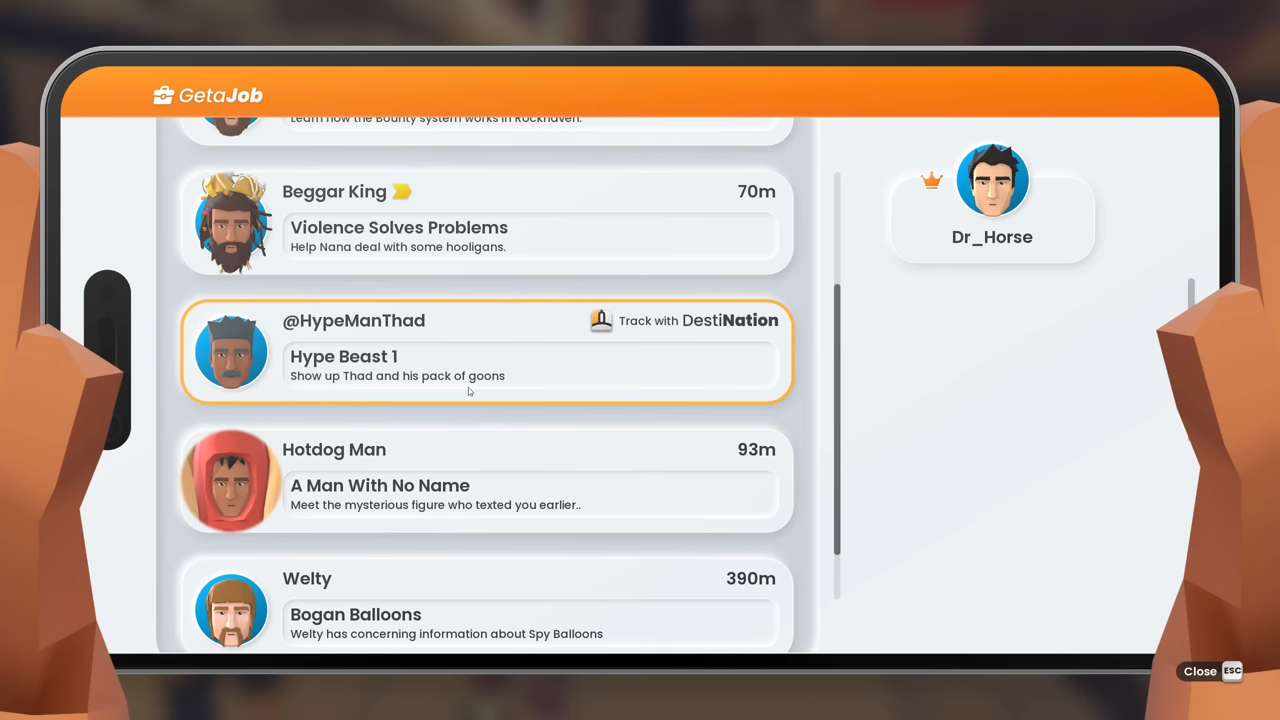 GetaJob
Learn how the Bounty system works in Rockhaven.
Beggar King 70m
Violence Solves Problems
Help Nana deal with some hooligans.
@HypeManThad Track with DestiNation
Hype Beast 1
Show up Thad and his pack of goons
Hotdog Man 93m
A Man With No Name
Meet the mysterious figure who texted you earlier..
Welty 390m
Bogan Balloons
Welty has concerning information about Spy Balloons
Dr_Horse
Close ESC